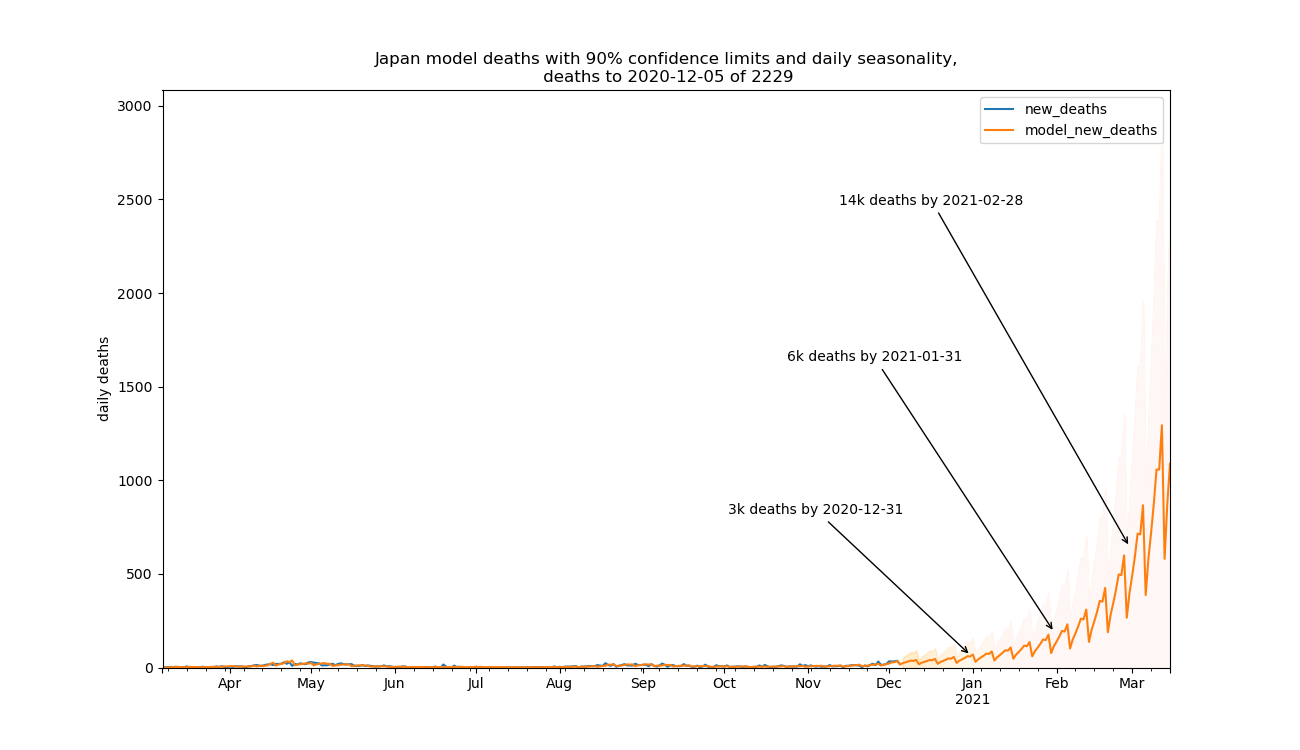 Japan model deaths with 90% confidence limits and daily seasonality,
deaths to 2020-12-05 of 2229
new_deaths
model_new_deaths
3000
2500
2000
1500
1000
500
0
daily deaths
14k deaths by 2021-02-28
6k deaths by 2021-01-31
3k deaths by 2020-12-31
Apr May Jun Jul Aug Sep Oct Nov Dec Jan Feb Mar
2021